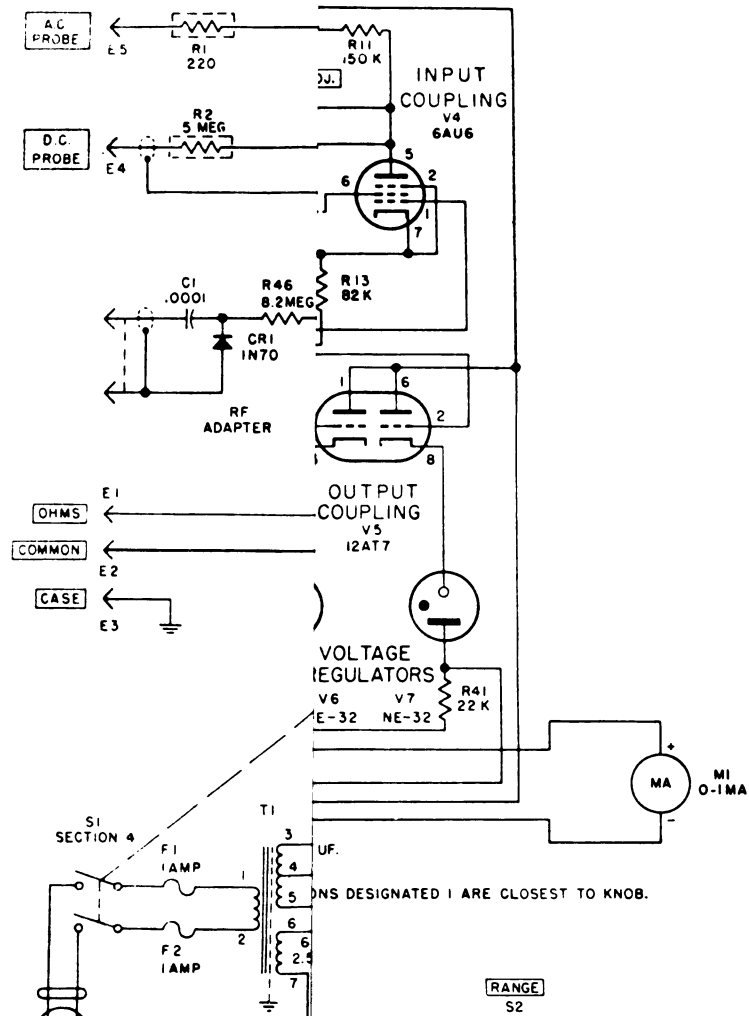 A.C.
PROBE
E5
R1
220
R11
150 K
DJ.
INPUT
COUPLING
V4
6AU6
D.C.
PROBE
E4
R2
5 MEG
5
6
2
1
7
C1
.0001
R46
8.2MEG
R13
82K
CR1
1N70
RF
ADAPTER
1
6
2
8
E1
OHMS
COMMON
E2
CASE
E3
OUTPUT
COUPLING
V5
12AT7
VOLTAGE
REGULATORS
V6
E-32
V7
NE-32
R41
22K
+
MA
M1
0-1MA
-
S1
SECTION 4
F1
1AMP
F2
1AMP
T1
1
2
3
4
5
6
6
2.5
7
UF.
ONS DESIGNATED 1 ARE CLOSEST TO KNOB.
RANGE
S2